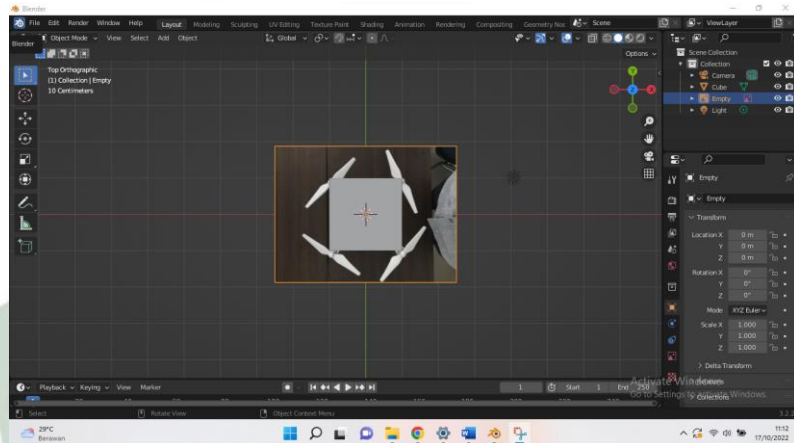 Blender
File Edit Render Window Help Layout Modeling Sculpting UV Editing Texture Paint Shading Animation Rendering Compositing Geometry Noc Scene ViewLayer
Blender
Object Mode View Select Add Object Global
Options
Top Orthographic
(1) Collection | Empty
10 Centimeters
Y
Z
X
Scene Collection
Collection
Camera
Cube
Empty
Light
Empty
Empty
Transform
Location X 0 m
Y 0 m
Z 0 m
Rotation X 0°
Y 0°
Z 0°
Mode XYZ Euler
Scale X 1.000
Y 1.000
Z 1.000
Delta Transform
Collections
Activate Windows
Go to Settings to activate Windows.
Playback Keying View Marker 1 Start 1 End 250
Select Rotate View Object Context Menu 3.2.2
29°C
Berawan
11:12
17/10/2022